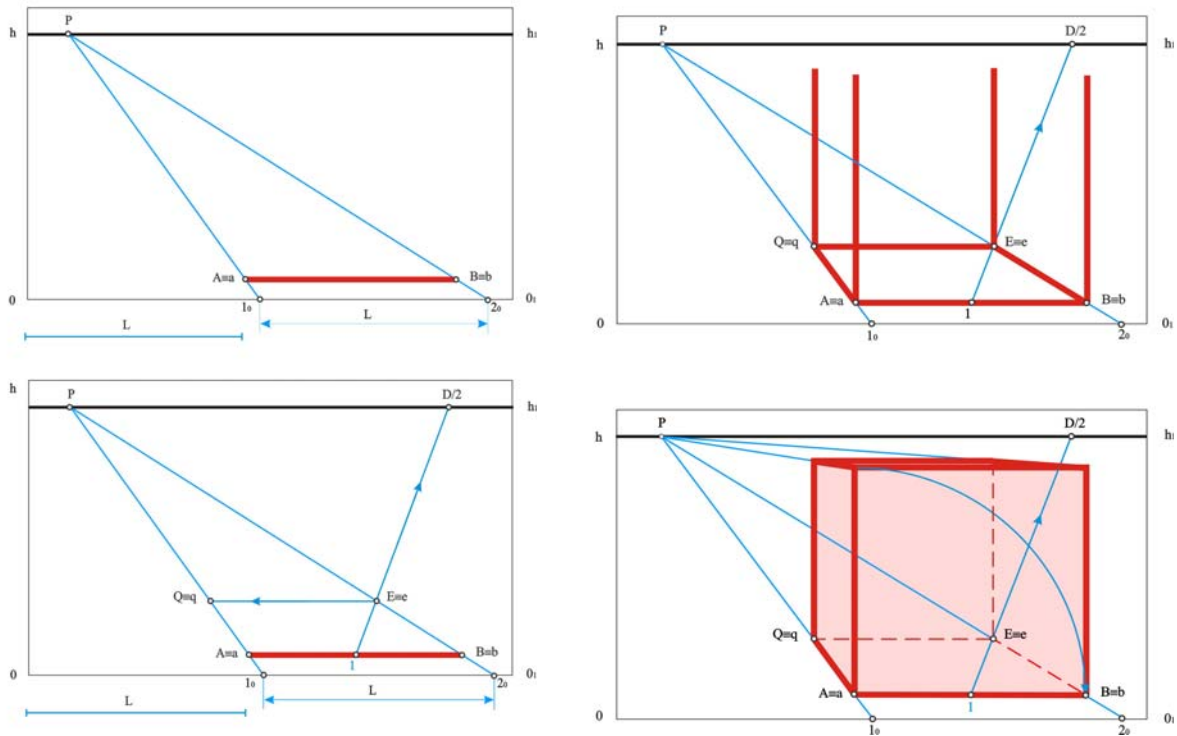 P
h
h₁
A≡a
B≡b
0
1₀
2₀
0₁
L
L
P
D/2
h
h₁
Q≡q
E≡e
A≡a
1
B≡b
0
1₀
2₀
0₁
P
D/2
h
h₁
Q≡q
E≡e
A≡a
1
B≡b
0
1₀
2₀
0₁
L
L
P
D/2
h
h₁
Q≡q
E≡e
A≡a
1
B≡b
0
1₀
2₀
0₁